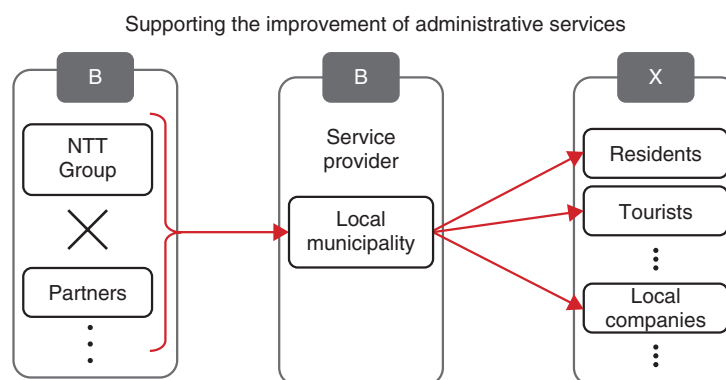 Supporting the improvement of administrative services
B
NTT
Group
Partners
B
Service
provider
Local
municipality
X
Residents
Tourists
Local
companies